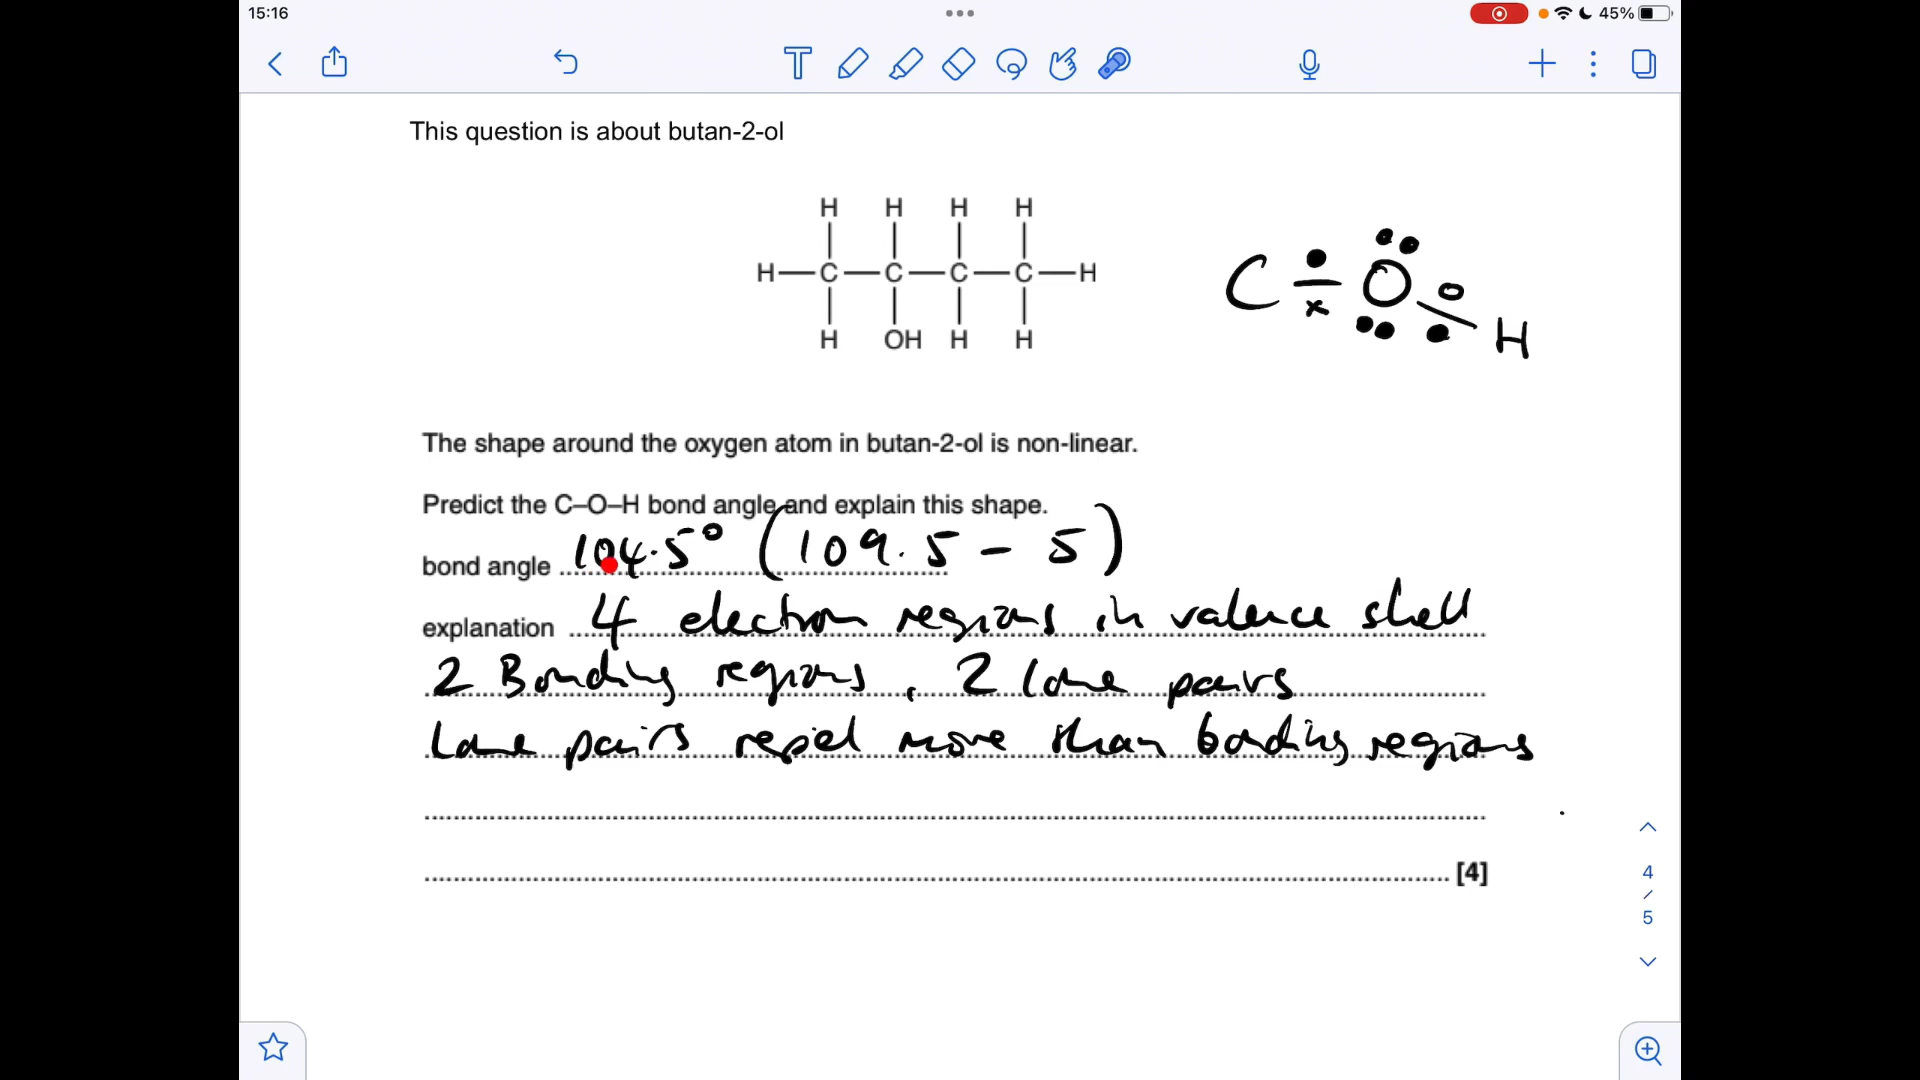 15:16
45%
This question is about butan-2-ol
H H H H
H C C C C H
H OH H H
C O H
The shape around the oxygen atom in butan-2-ol is non-linear.
Predict the C–O–H bond angle and explain this shape.
bond angle 104.5° (109.5 - 5)
explanation 4 electron regions in valence shell
2 Bonding regions, 2 lone pairs
Lone pairs repel more than bonding regions
[4]
4
/
5